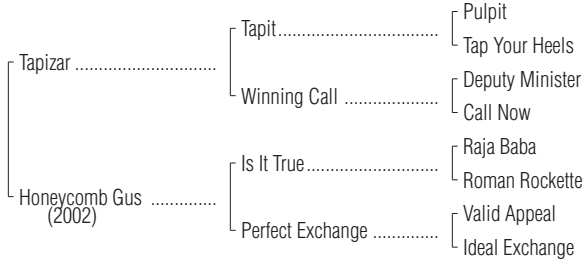 Pulpit
Tapit
Tap Your Heels
Tapizar
Deputy Minister
Winning Call
Call Now
Raja Baba
Is It True
Roman Rockette
Honeycomb Gus
(2002)
Valid Appeal
Perfect Exchange
Ideal Exchange